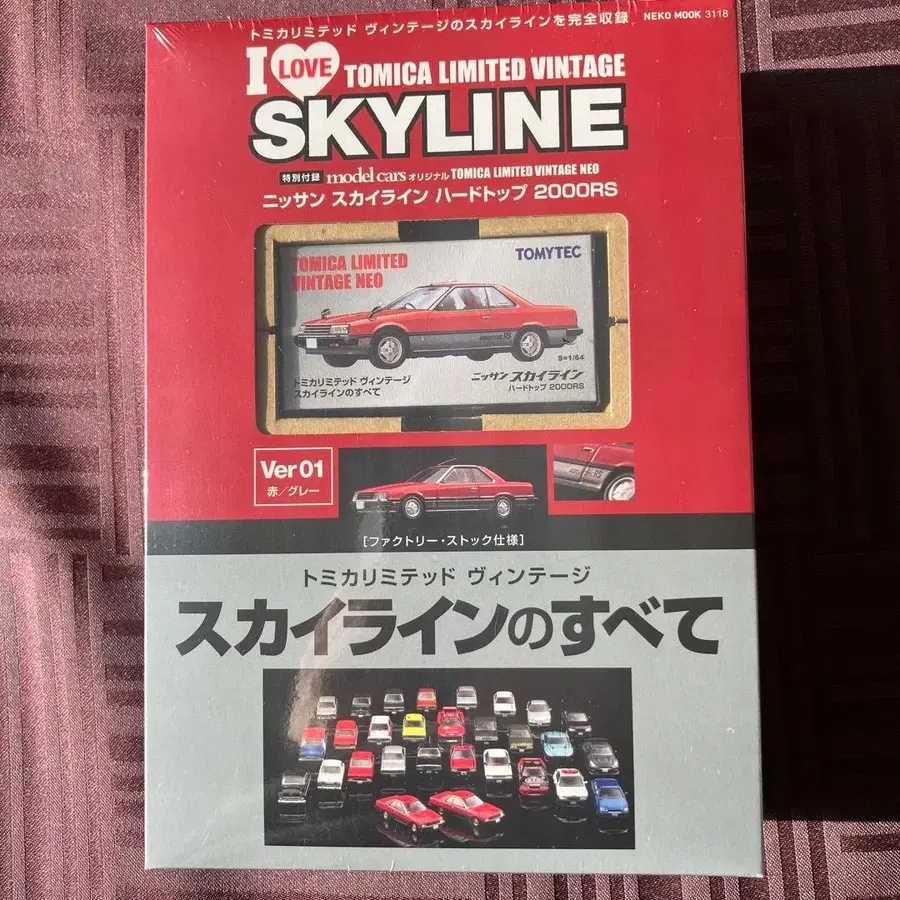 トミカリミテッド ヴィンテージのスカイラインを完全収録
NEKO MOOK 3118
I LOVE TOMICA LIMITED VINTAGE
SKYLINE
特別付録 model cars オリジナル TOMICA LIMITED VINTAGE NEO
ニッサン スカイライン ハードトップ 2000RS
TOMICA LIMITED
VINTAGE NEO
TOMYTEC
S=1/64
トミカリミテッド ヴィンテージ
スカイラインのすべて
ニッサン スカイライン
ハードトップ 2000RS
Ver 01
赤／グレー
[ファクトリー・ストック仕様]
トミカリミテッド ヴィンテージ
スカイラインのすべて